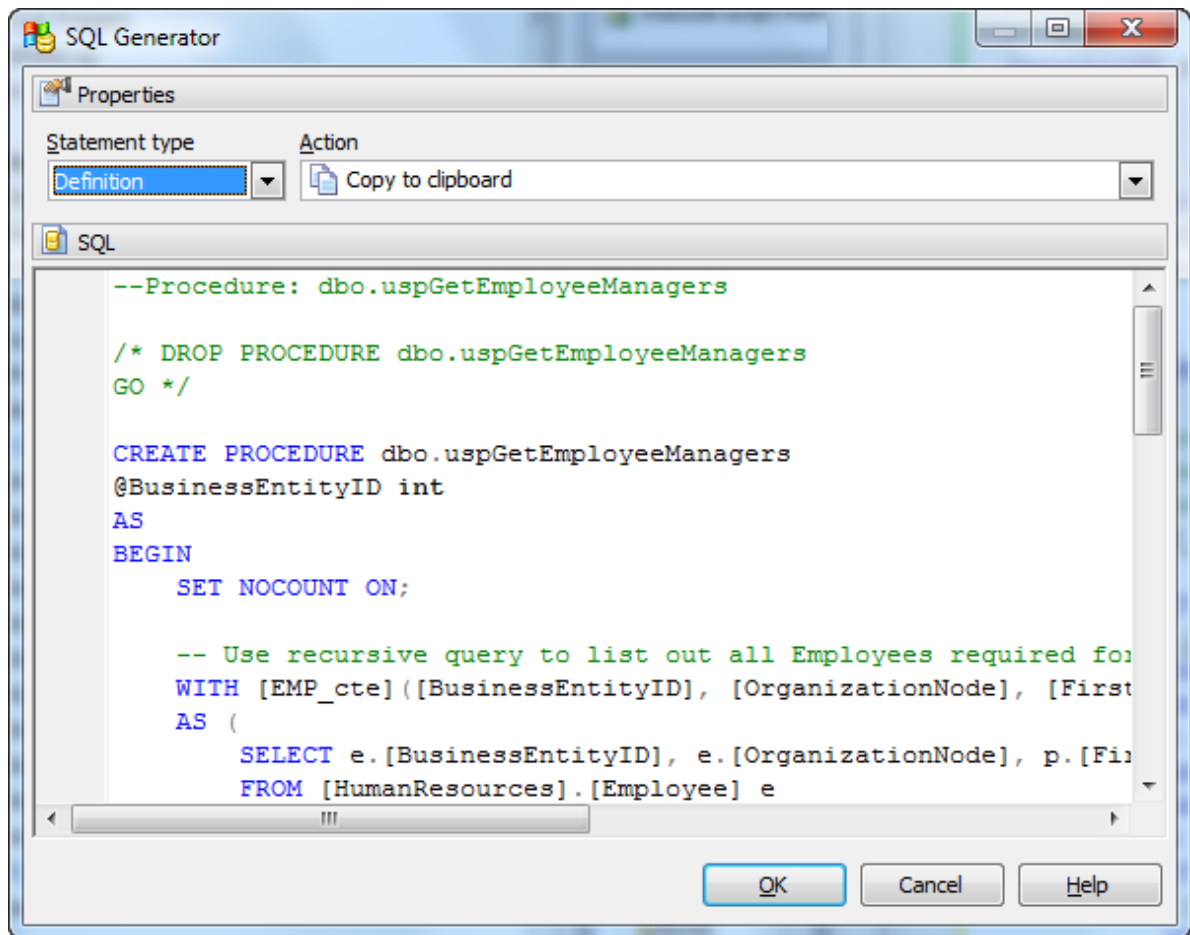 SQL Generator
Properties
Statement type Action
Definition Copy to clipboard
SQL
--Procedure: dbo.uspGetEmployeeManagers
/* DROP PROCEDURE dbo.uspGetEmployeeManagers
GO */
CREATE PROCEDURE dbo.uspGetEmployeeManagers
@BusinessEntityID int
AS
BEGIN
SET NOCOUNT ON;
-- Use recursive query to list out all Employees required for
WITH [EMP_cte]([BusinessEntityID], [OrganizationNode], [First
AS (
SELECT e.[BusinessEntityID], e.[OrganizationNode], p.[Fir
FROM [HumanResources].[Employee] e
OK Cancel Help